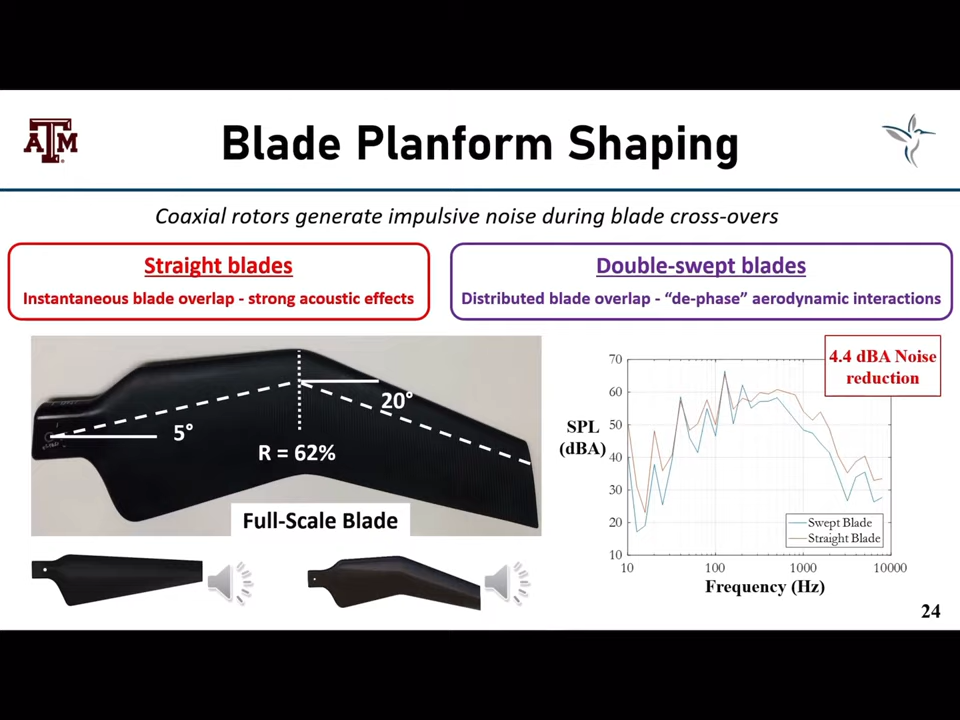 ATM
Blade Planform Shaping
Coaxial rotors generate impulsive noise during blade cross-overs
Straight blades
Instantaneous blade overlap - strong acoustic effects
Double-swept blades
Distributed blade overlap - “de-phase” aerodynamic interactions
5°
20°
R = 62%
Full-Scale Blade
4.4 dBA Noise
reduction
SPL
(dBA)
70
60
50
40
30
20
10
Swept Blade
Straight Blade
10
100
1000
10000
Frequency (Hz)
24